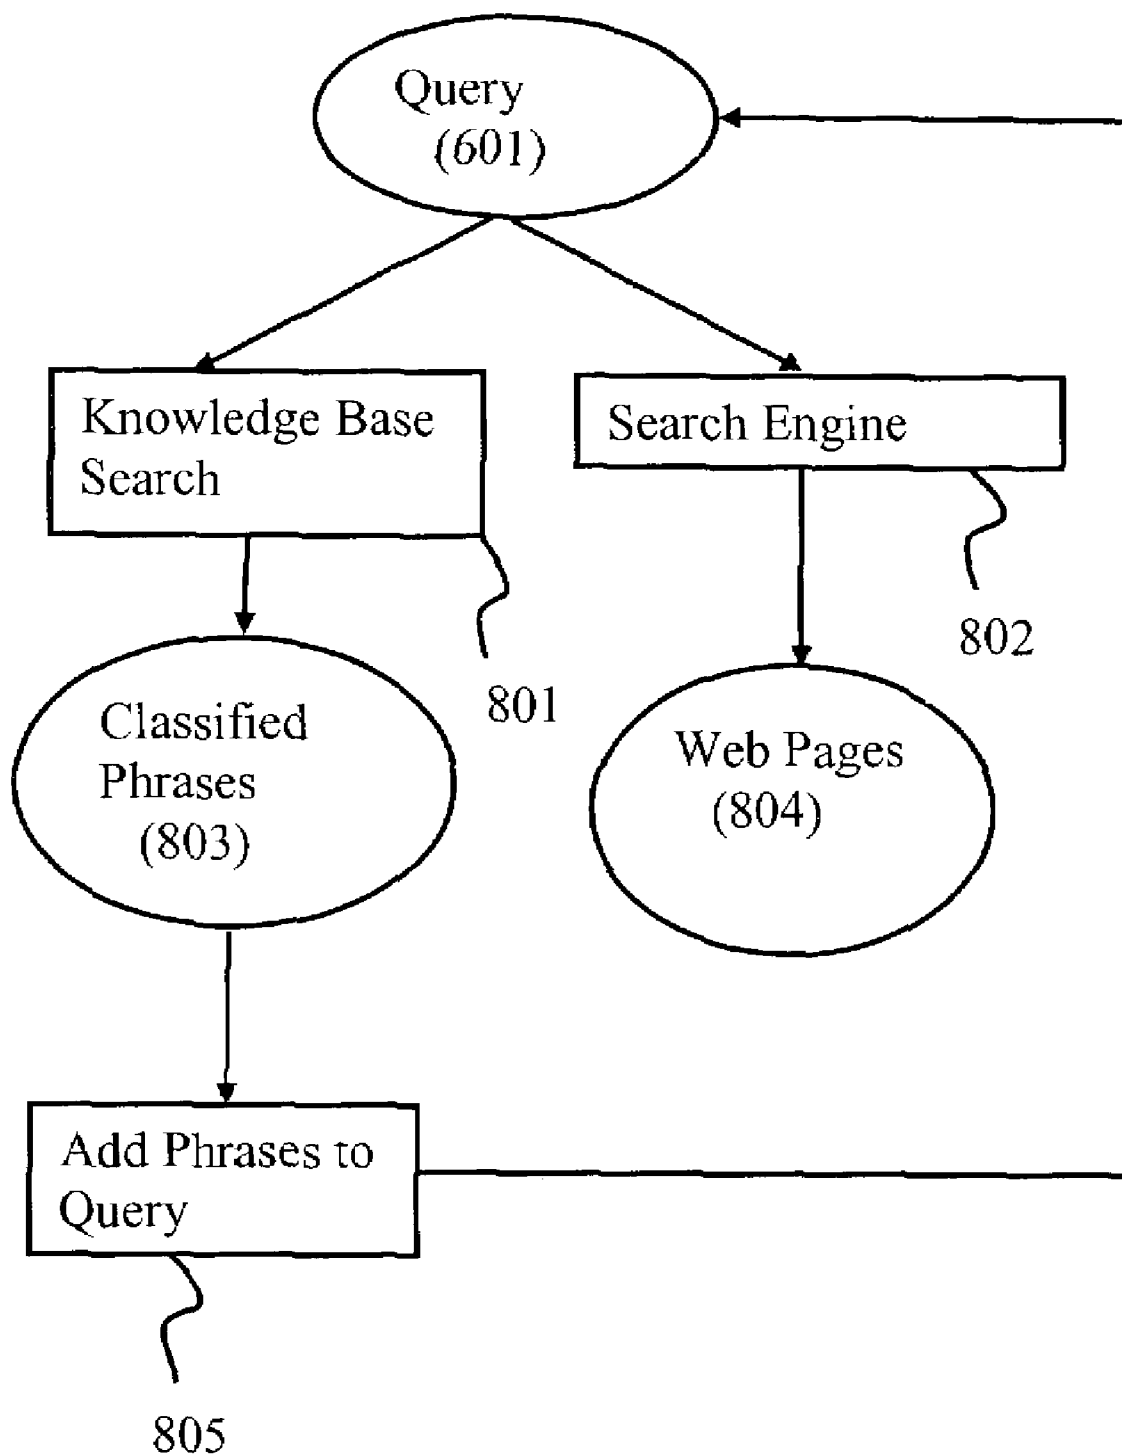 Query
(601)
Knowledge Base
Search
Search Engine
802
801
Classified
Phrases
(803)
Web Pages
(804)
Add Phrases to
Query
805